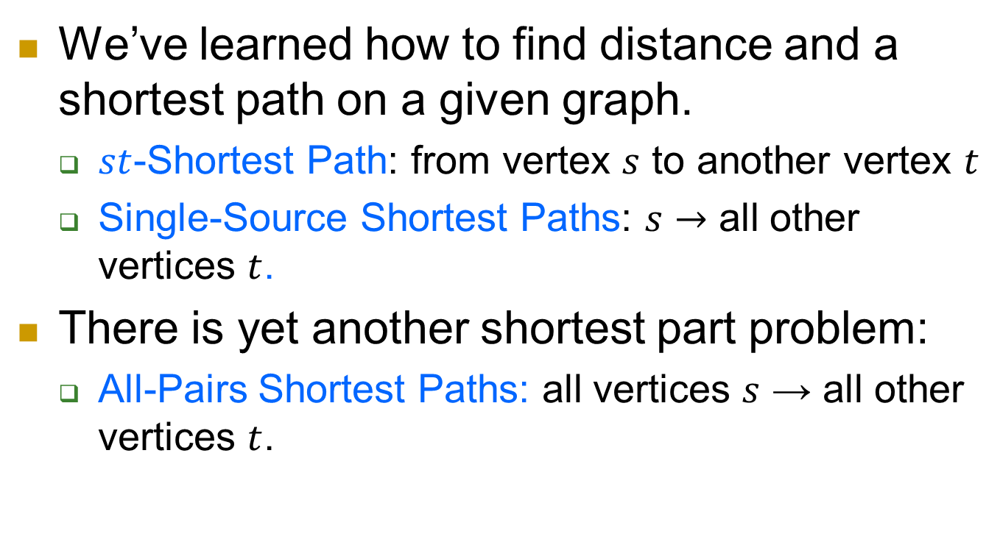 We’ve learned how to find distance and a
shortest path on a given graph.
st-Shortest Path: from vertex s to another vertex t
Single-Source Shortest Paths: s → all other
vertices t.
There is yet another shortest part problem:
All-Pairs Shortest Paths: all vertices s ⟶ all other
vertices t.